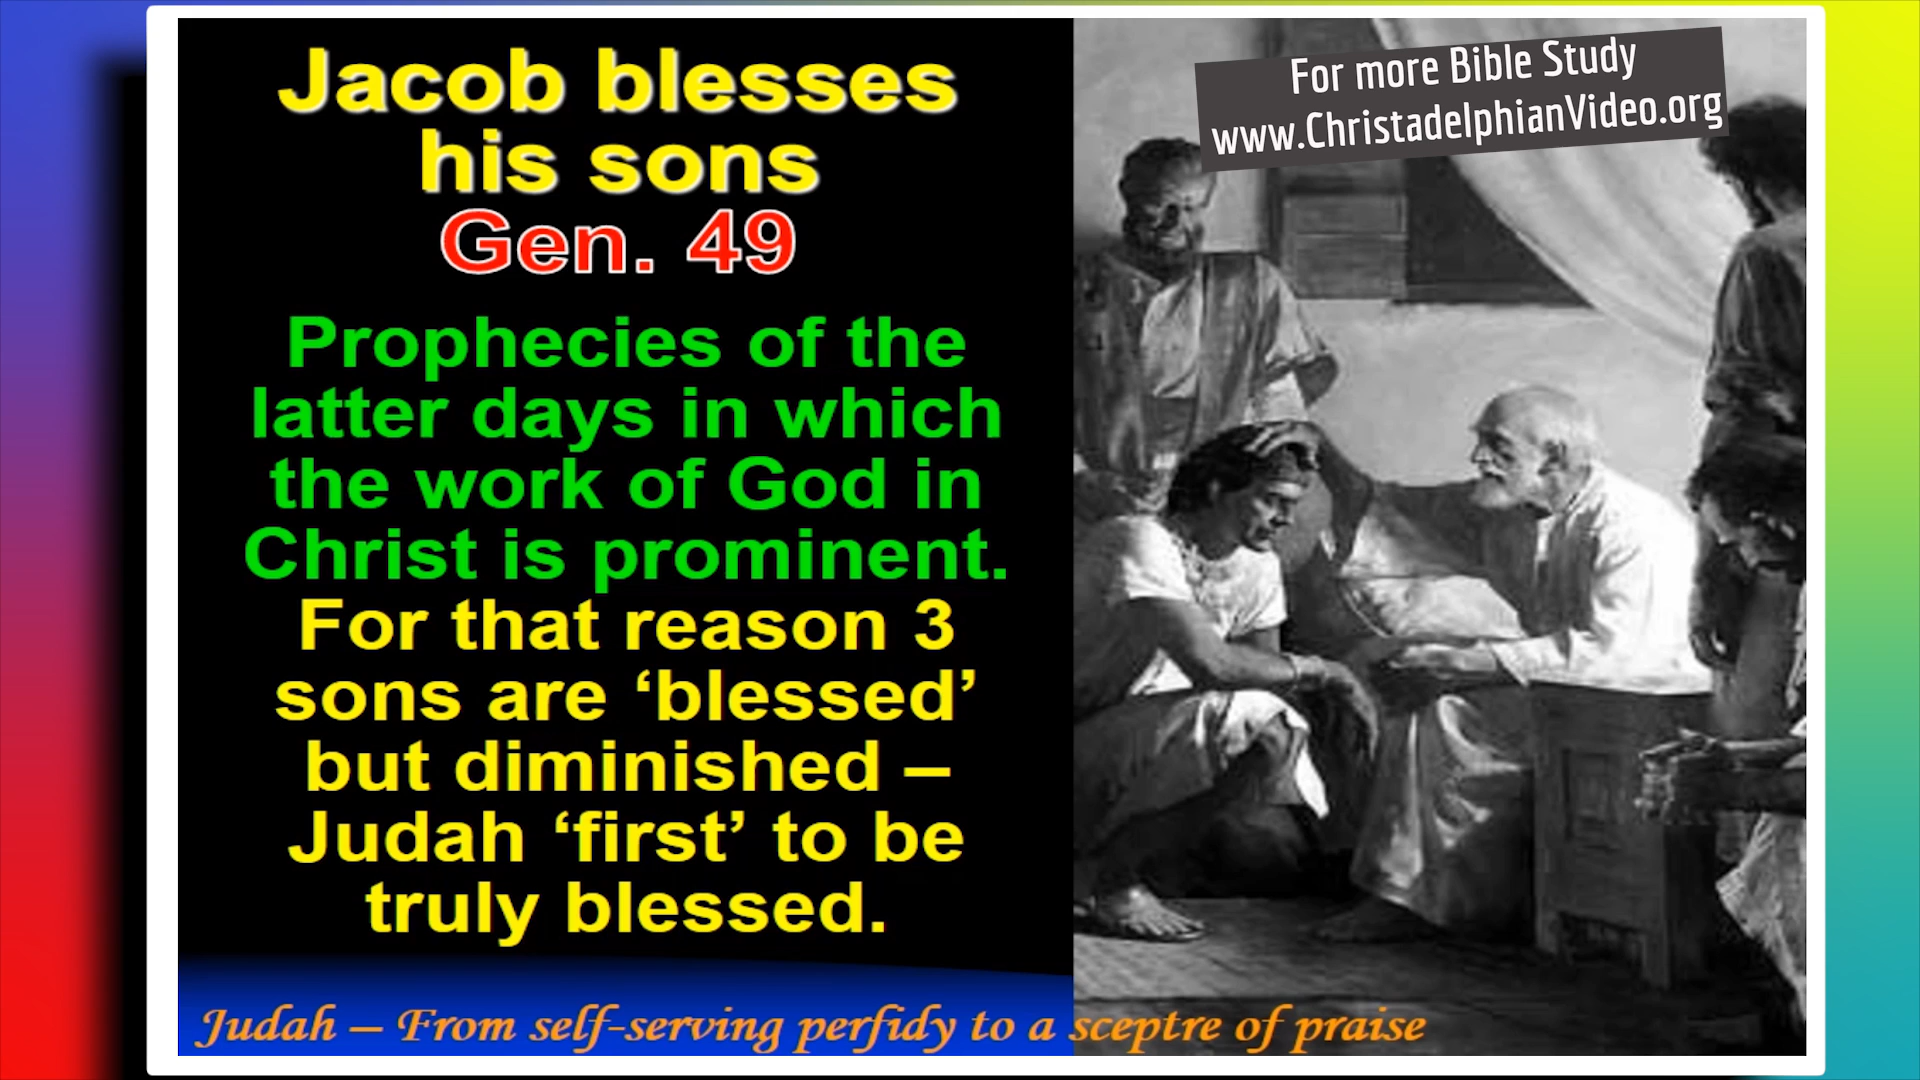 Jacob blesses
his sons
Gen. 49
Prophecies of the
latter days in which
the work of God in
Christ is prominent.
For that reason 3
sons are ‘blessed’
but diminished –
Judah ‘first’ to be
truly blessed.
Judah – From self-serving perfidy to a sceptre of praise
For more Bible Study
www.ChristadelphianVideo.org